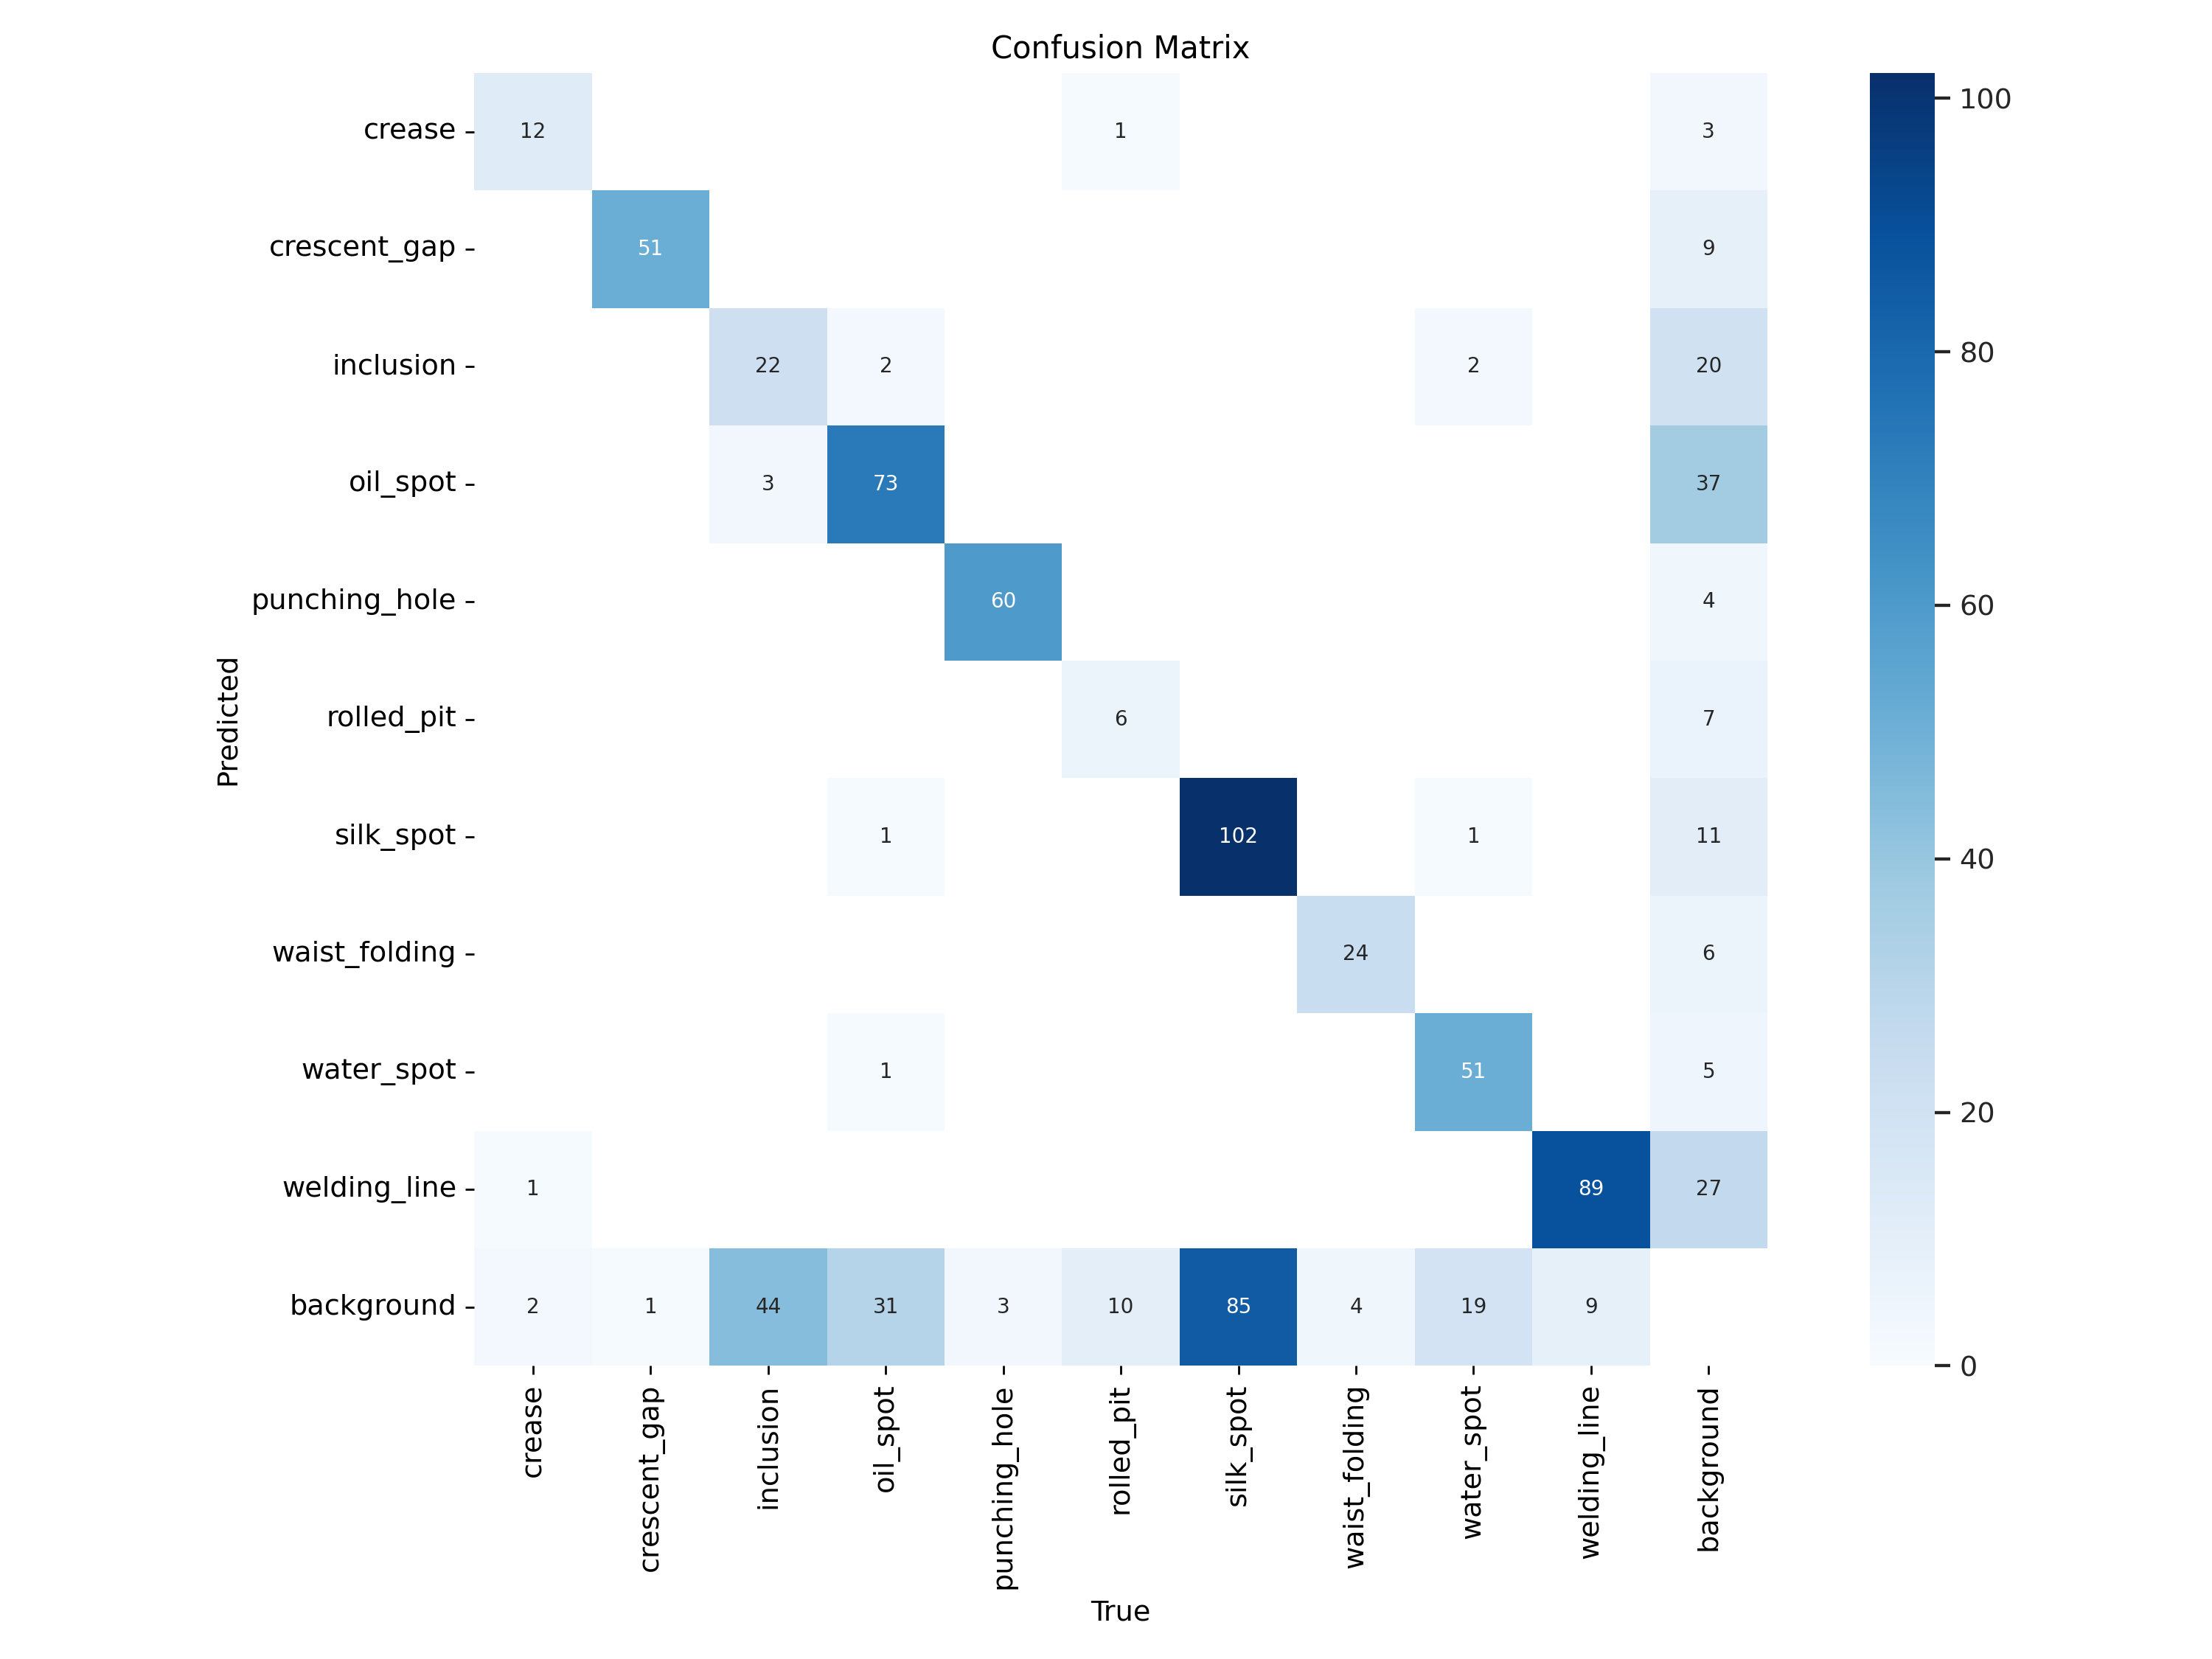 Confusion Matrix
crease 12 1 3
crescent_gap 51 9
inclusion 22 2 2 20
oil_spot 3 73 37
punching_hole 60 4
rolled_pit 6 7
silk_spot 1 102 1 11
waist_folding 24 6
water_spot 1 51 5
welding_line 1 89 27
background 2 1 44 31 3 10 85 4 19 9
Predicted
crease
crescent_gap
inclusion
oil_spot
punching_hole
rolled_pit
silk_spot
waist_folding
water_spot
welding_line
background
True
100
80
60
40
20
0